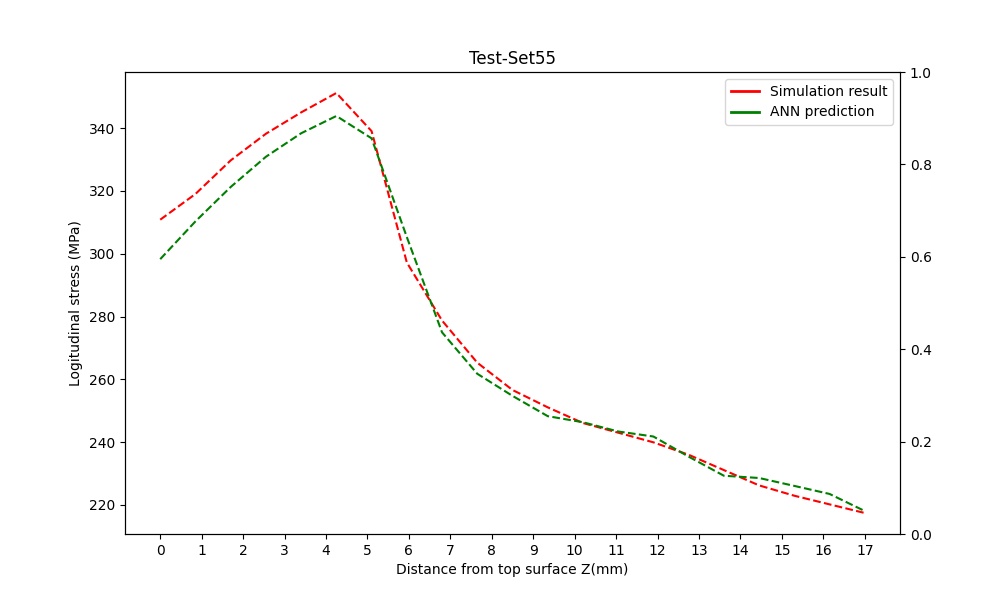 Test-Set55
Simulation result
ANN prediction
340
320
300
280
260
240
220
Logitudinal stress (MPa)
1.0
0.8
0.6
0.4
0.2
0.0
0 1 2 3 4 5 6 7 8 9 10 11 12 13 14 15 16 17
Distance from top surface Z(mm)